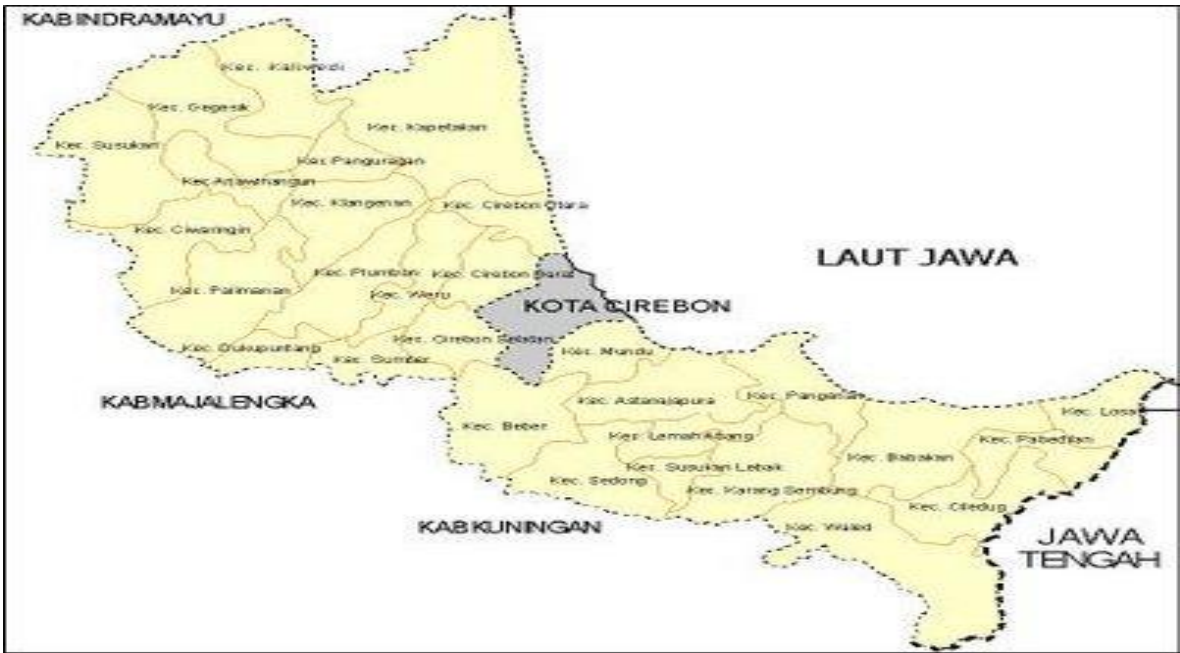 KAB INDRAMAYU
Kec. Kaliwedi
Kec. Gegesik
Kec. Kapetakan
Kec. Susukan
Kec. Panguragan
Kec. Arjawinangun
Kec. Klangenan
Kec. Cirebon Utara
Kec. Ciwaringin
LAUT JAWA
Kec. Plumbon
Kec. Cirebon Barat
Kec. Palimanan
Kec. Weru
KOTA CIREBON
Kec. Cirebon Selatan
Kec. Dukupuntang
Kec. Sumber
Kec. Mundu
KAB MAJALENGKA
Kec. Astanajapura
Kec. Pangenan
Kec. Losari
Kec. Beber
Kec. Lemah Abang
Kec. Pabedilan
Kec. Babakan
Kec. Susukan Lebak
Kec. Sedong
Kec. Karang Sembung
Kec. Ciledug
KAB KUNINGAN
Kec. Waled
JAWA
TENGAH